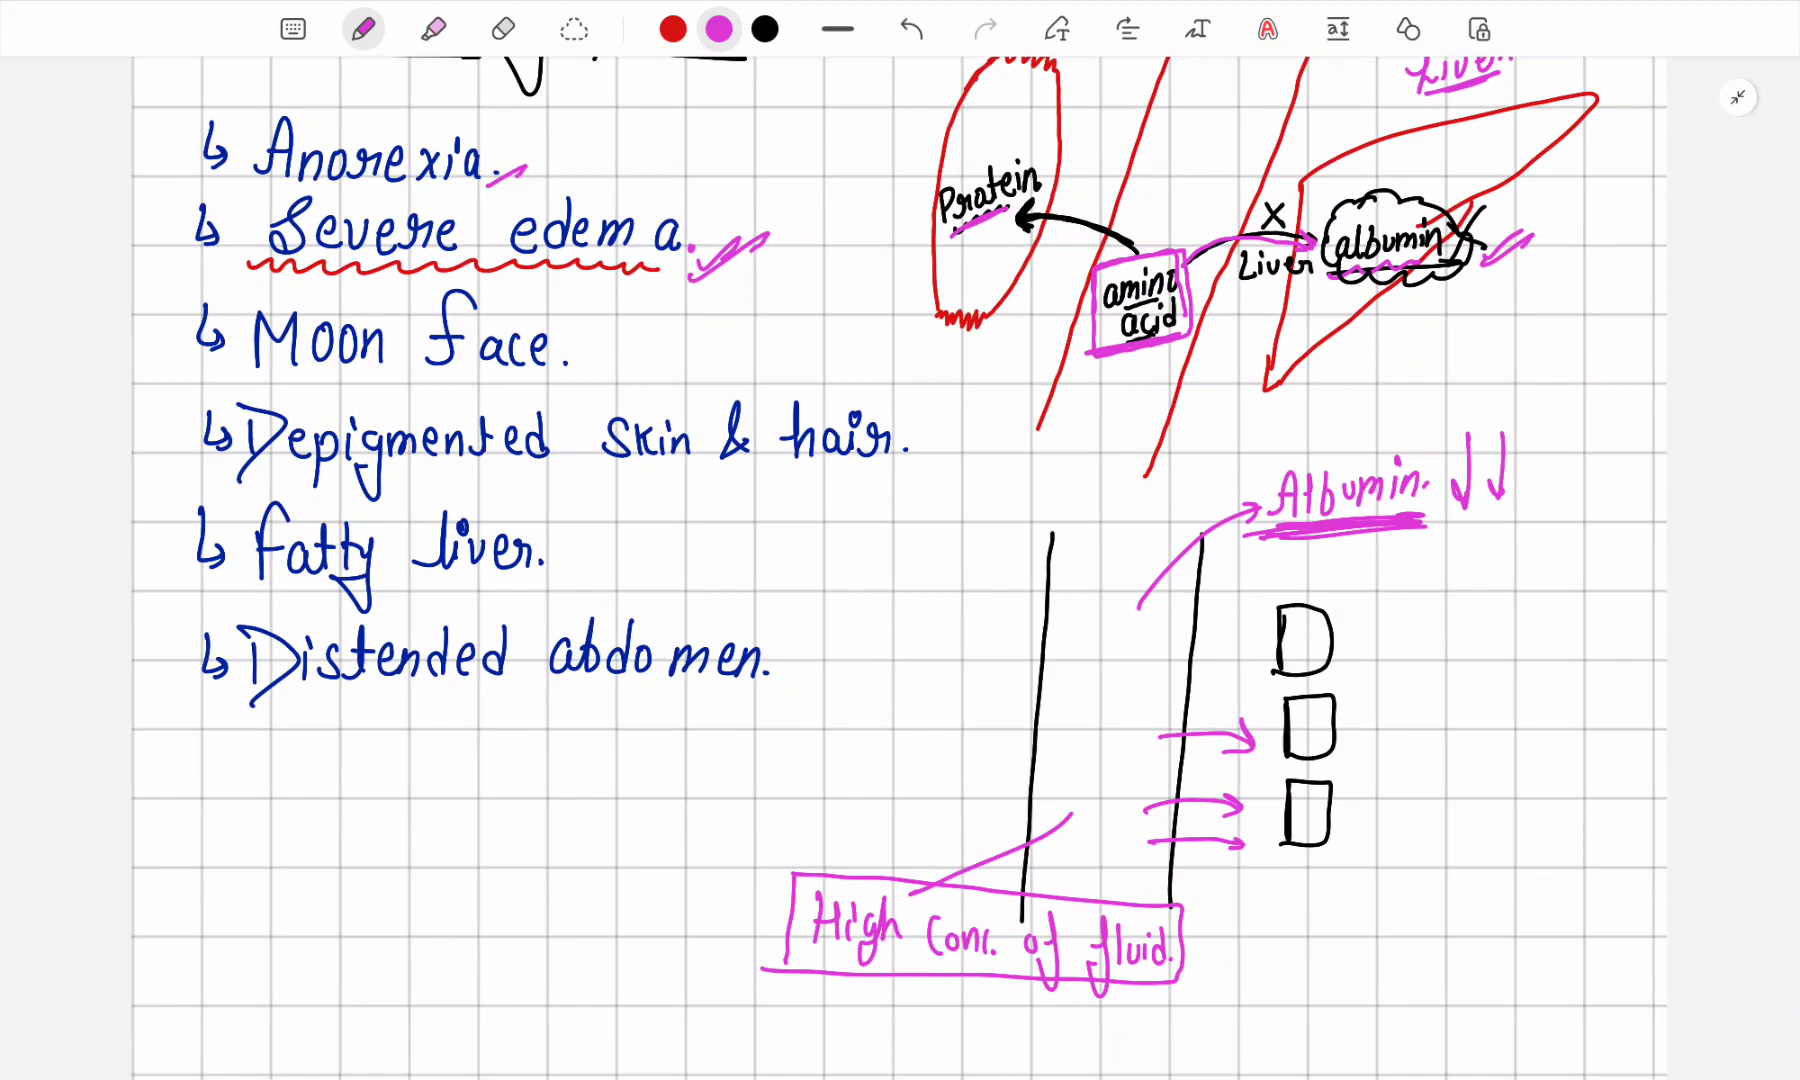 ↳ Anorexia.
↳ Severe edema.
↳ Moon face.
↳ Depigmented skin & hair.
↳ Fatty liver.
↳ Distended abdomen.
Liver
Protein
amino
acid
X
Liver
albumin
Albumin. ↓↓
High Conc. of fluid.